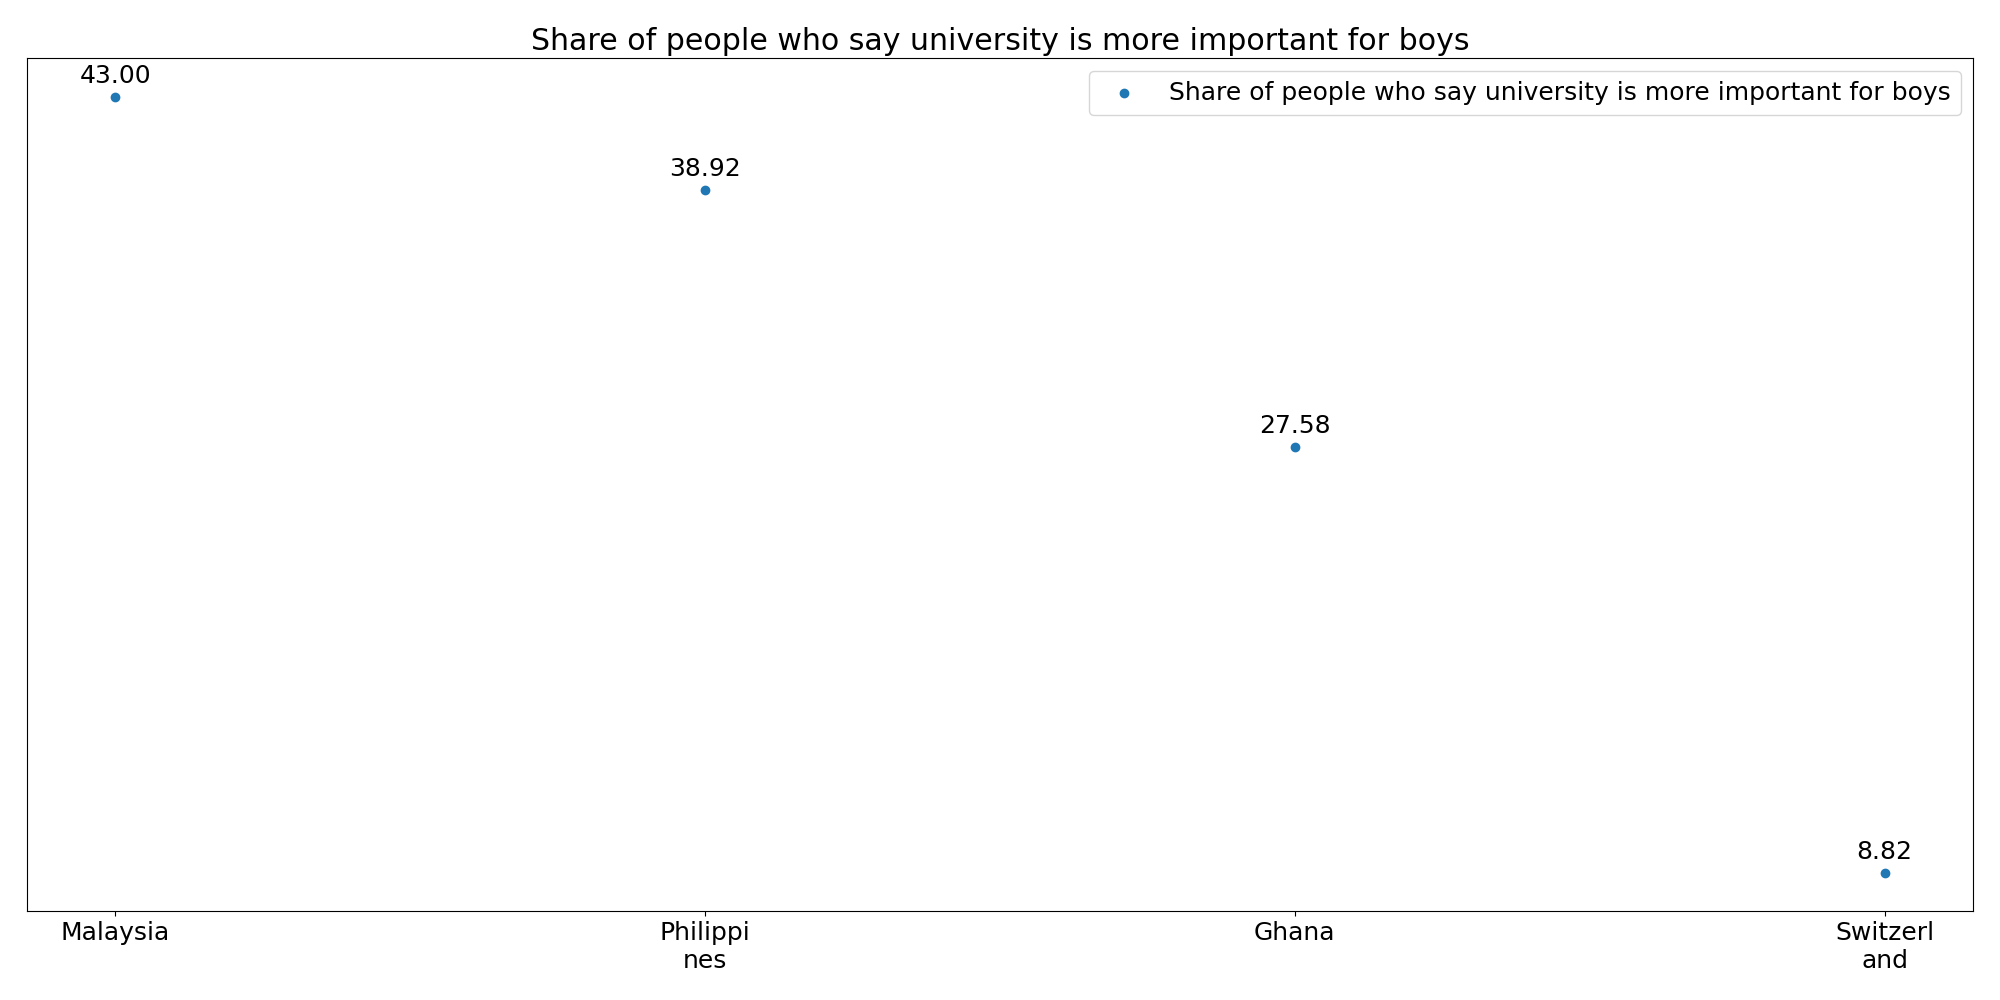 Share of people who say university is more important for boys
Share of people who say university is more important for boys
43.00
38.92
27.58
8.82
Malaysia
Philippi
nes
Ghana
Switzerl
and